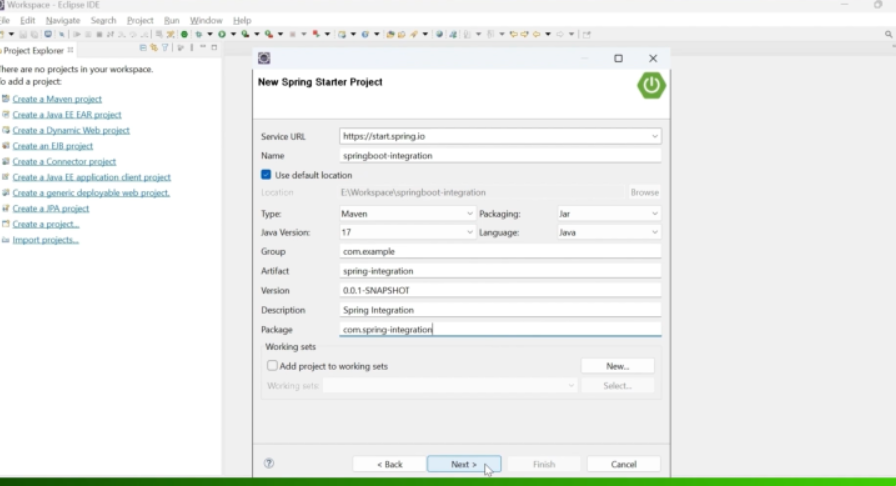 Workspace - Eclipse IDE
File Edit Navigate Search Project Run Window Help
Project Explorer
There are no projects in your workspace.
To add a project:
Create a Maven project
Create a Java EE EAR project
Create a Dynamic Web project
Create an EJB project
Create a Connector project
Create a Java EE application client project
Create a generic deployable web project.
Create a JPA project
Create a project...
Import projects...
New Spring Starter Project
Service URL https://start.spring.io
Name springboot-integration
Use default location
Location E:\Workspace\springboot-integration Browse
Type: Maven Packaging: Jar
Java Version: 17 Language: Java
Group com.example
Artifact spring-integration
Version 0.0.1-SNAPSHOT
Description Spring Integration
Package com.spring-integration
Working sets
Add project to working sets New...
Working sets: Select...
< Back Next > Finish Cancel